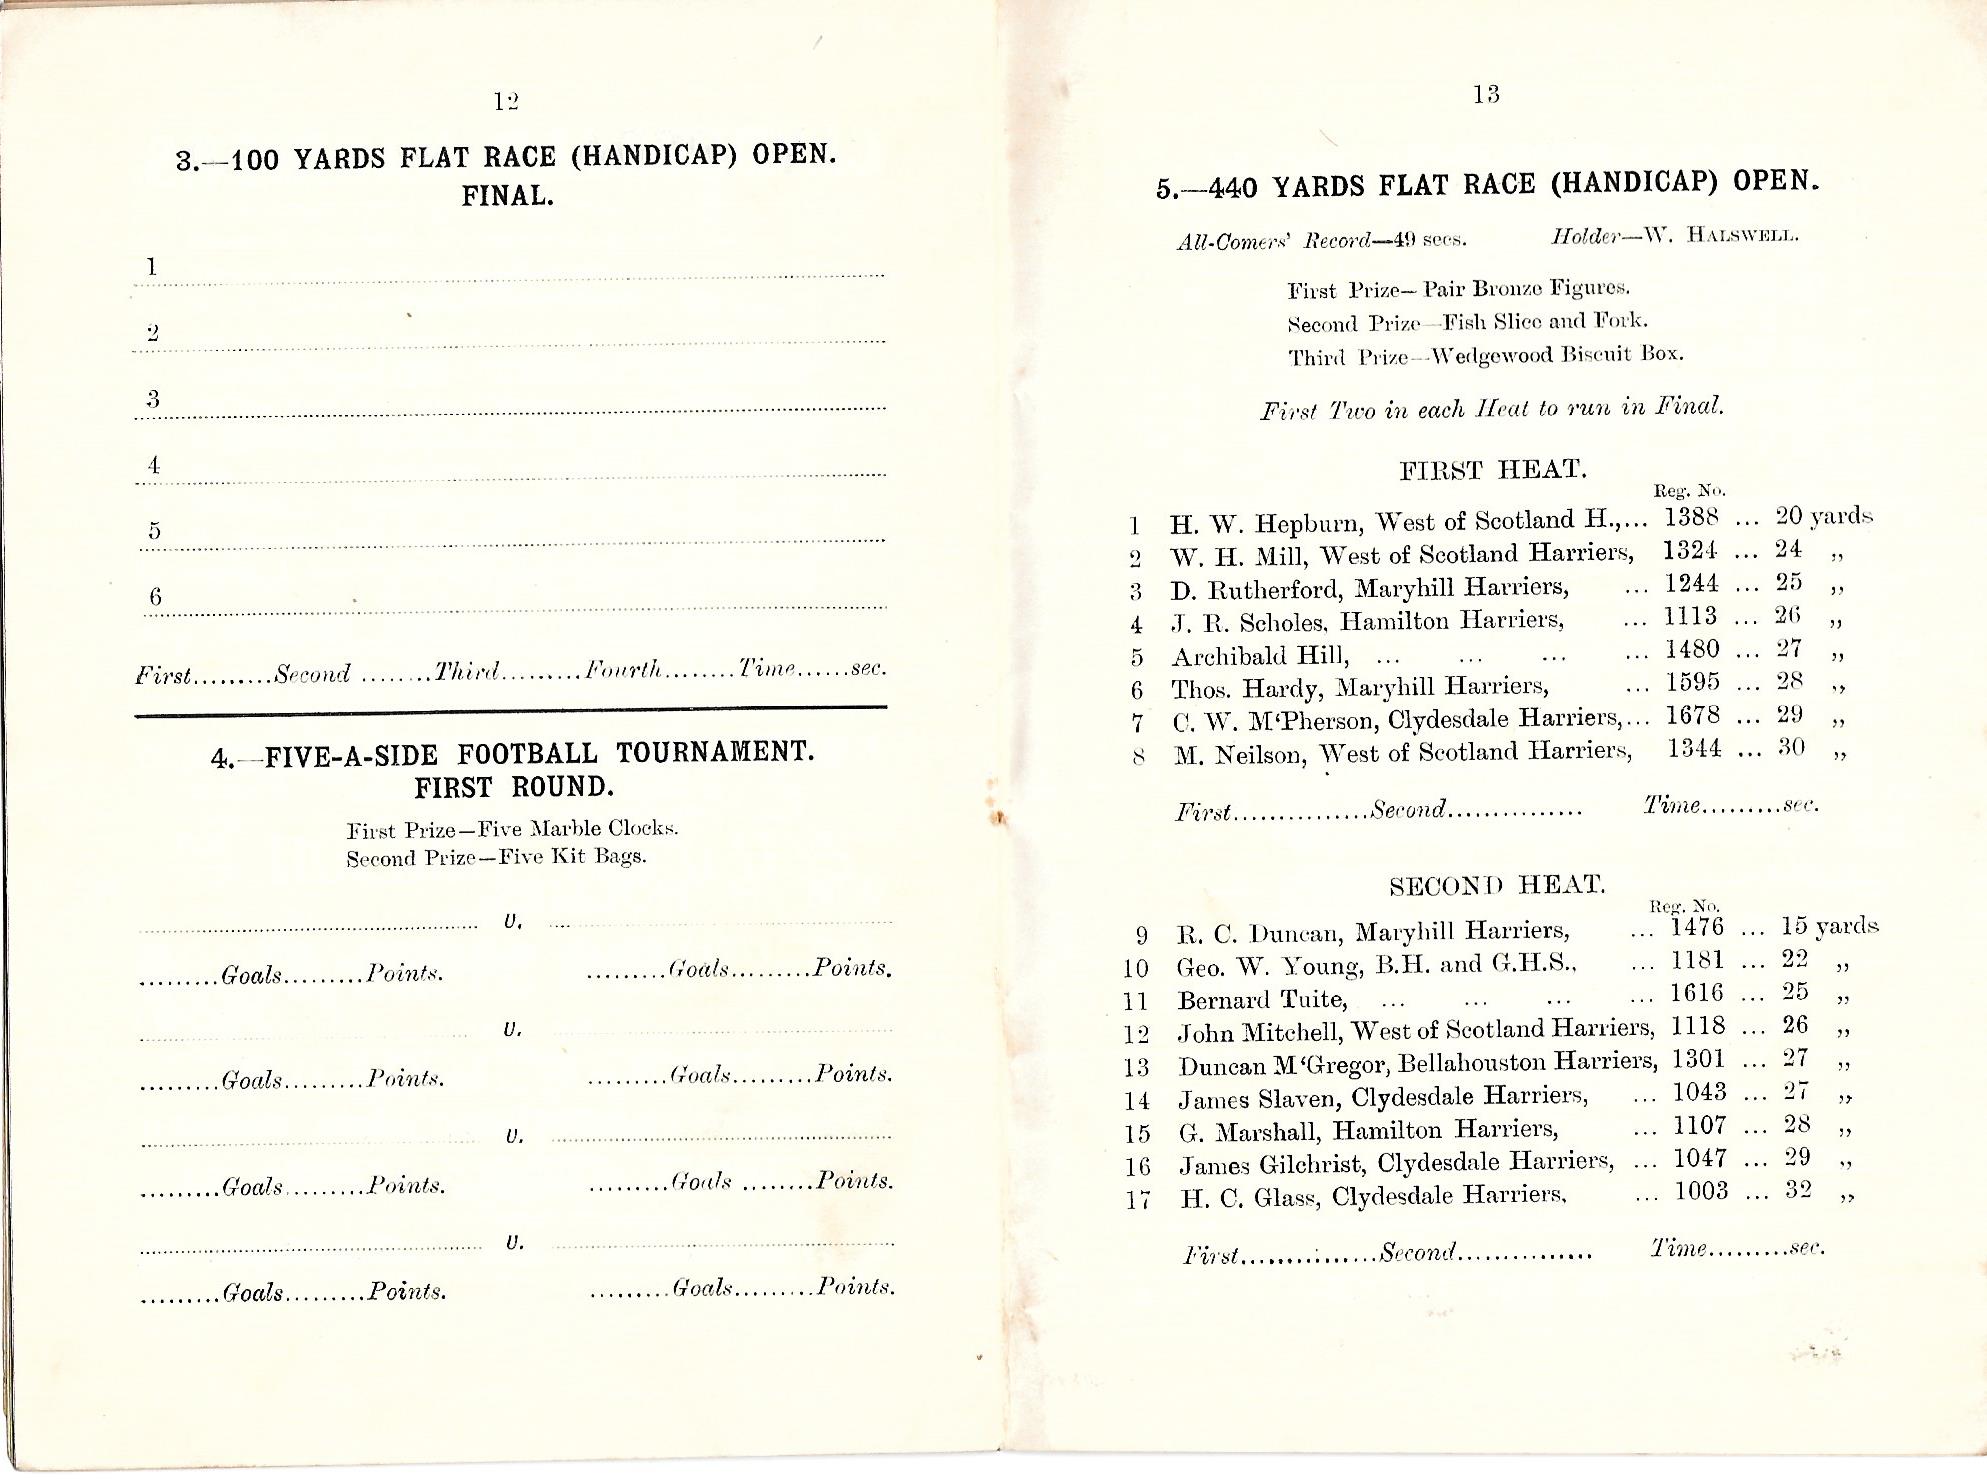 12
3.—100 YARDS FLAT RACE (HANDICAP) OPEN.
FINAL.
1
2
3
4
5
6
First.........Second ........Third.........Fourth........Time......sec.
4.—FIVE-A-SIDE FOOTBALL TOURNAMENT.
FIRST ROUND.
First Prize—Five Marble Clocks.
Second Prize—Five Kit Bags.
v.
.........Goals.........Points. .........Goals.........Points.
v.
.........Goals.........Points. .........Goals.........Points.
v.
.........Goals.........Points. .........Goals ........Points.
v.
.........Goals.........Points. .........Goals.........Points.
13
5.—440 YARDS FLAT RACE (HANDICAP) OPEN.
All-Comers' Record—49 secs. Holder—W. HALSWELL.
First Prize—Pair Bronze Figures.
Second Prize—Fish Slice and Fork.
Third Prize—Wedgewood Biscuit Box.
First Two in each Heat to run in Final.
FIRST HEAT.
Reg. No.
1 H. W. Hepburn, West of Scotland H.,... 1388 ... 20 yards
2 W. H. Mill, West of Scotland Harriers, 1324 ... 24 ,,
3 D. Rutherford, Maryhill Harriers, ... 1244 ... 25 ,,
4 J. R. Scholes, Hamilton Harriers, ... 1113 ... 26 ,,
5 Archibald Hill, ... ... ... ... 1480 ... 27 ,,
6 Thos. Hardy, Maryhill Harriers, ... 1595 ... 28 ,,
7 C. W. M‘Pherson, Clydesdale Harriers,... 1678 ... 29 ,,
8 M. Neilson, West of Scotland Harriers, 1344 ... 30 ,,
First...............Second............... Time.........sec.
SECOND HEAT.
Reg. No.
9 R. C. Duncan, Maryhill Harriers, ... 1476 ... 15 yards
10 Geo. W. Young, B.H. and G.H.S., ... 1181 ... 22 ,,
11 Bernard Tuite, ... ... ... ... 1616 ... 25 ,,
12 John Mitchell, West of Scotland Harriers, 1118 ... 26 ,,
13 Duncan M‘Gregor, Bellahouston Harriers, 1301 ... 27 ,,
14 James Slaven, Clydesdale Harriers, ... 1043 ... 27 ,,
15 G. Marshall, Hamilton Harriers, ... 1107 ... 28 ,,
16 James Gilchrist, Clydesdale Harriers, ... 1047 ... 29 ,,
17 H. C. Glass, Clydesdale Harriers, ... 1003 ... 32 ,,
First...............Second............... Time.........sec.